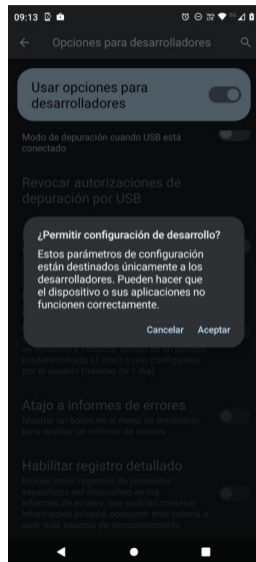 09:13
Opciones para desarrolladores
Usar opciones para
desarrolladores
Modo de depuración cuando USB está
conectado
Revocar autorizaciones de
depuración por USB
¿Permitir configuración de desarrollo?
Estos parámetros de configuración
están destinados únicamente a los
desarrolladores. Pueden hacer que
el dispositivo o sus aplicaciones no
funcionen correctamente.
Cancelar Aceptar
predeterminado (7 días) o uno configurado
por el usuario (mínimo de 1 día)
Atajo a informes de errores
Mostrar un botón en el menú de encendido
para realizar un informe de errores
Habilitar registro detallado
Incluye otros registros de proveedor
específicos del dispositivo en los
informes de errores, que podrían contener
información privada, consumir más batería o
usar más espacio de almacenamiento.